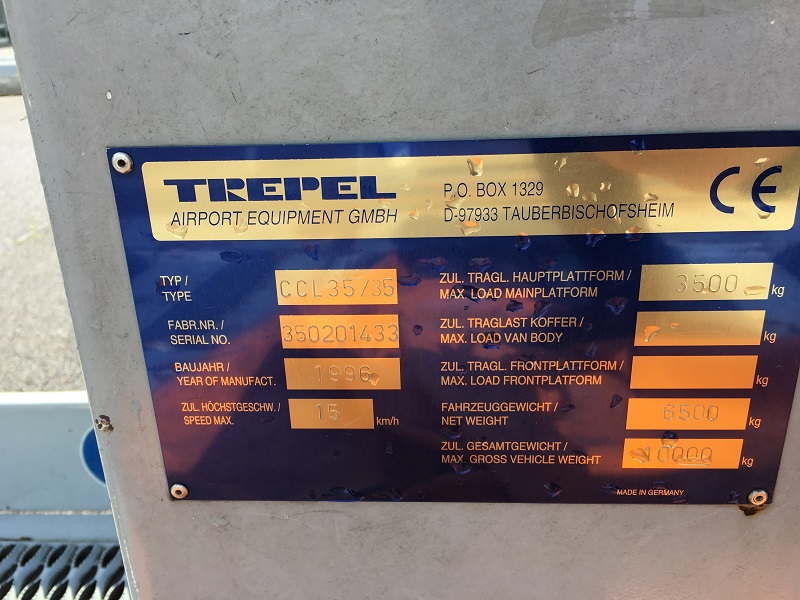 TREPEL
AIRPORT EQUIPMENT GMBH
P.O. BOX 1329
D-97933 TAUBERBISCHOFSHEIM
CE
TYP /
TYPE
CCL35/35
FABR.NR. /
SERIAL NO.
350201433
BAUJAHR /
YEAR OF MANUFACT.
1996
ZUL. HÖCHSTGESCHW. /
SPEED MAX.
15 km/h
ZUL. TRAGL. HAUPTPLATTFORM /
MAX. LOAD MAINPLATFORM
3500 kg
ZUL. TRAGLAST KOFFER /
MAX. LOAD VAN BODY
kg
ZUL. TRAGL. FRONTPLATTFORM /
MAX. LOAD FRONTPLATFORM
kg
FAHRZEUGGEWICHT /
NET WEIGHT
6500 kg
ZUL. GESAMTGEWICHT /
MAX. GROSS VEHICLE WEIGHT
10000 kg
MADE IN GERMANY